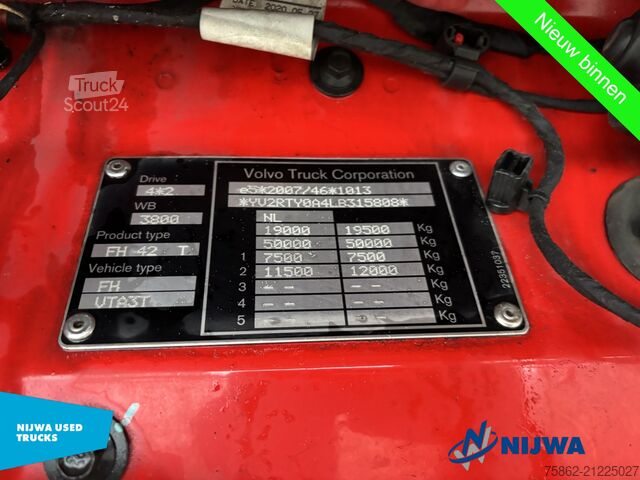 DATE: 2020
Nieuw binnen
Truck
Scout24
Volvo Truck Corporation
Drive
4*2
WB
3800
Product type
FH 42 T
Vehicle type
FH
VTA3T
e5*2007/46*1013
*YV2RTY0A4LB315808*
NL
19000 19500 Kg
50000 50000 Kg
1 7500 7500 Kg
2 11500 12000 Kg
3 -- -- Kg
4 -- -- Kg
5 -- -- Kg
22351037
NIJWA USED
TRUCKS
NIJWA
75862-21225027